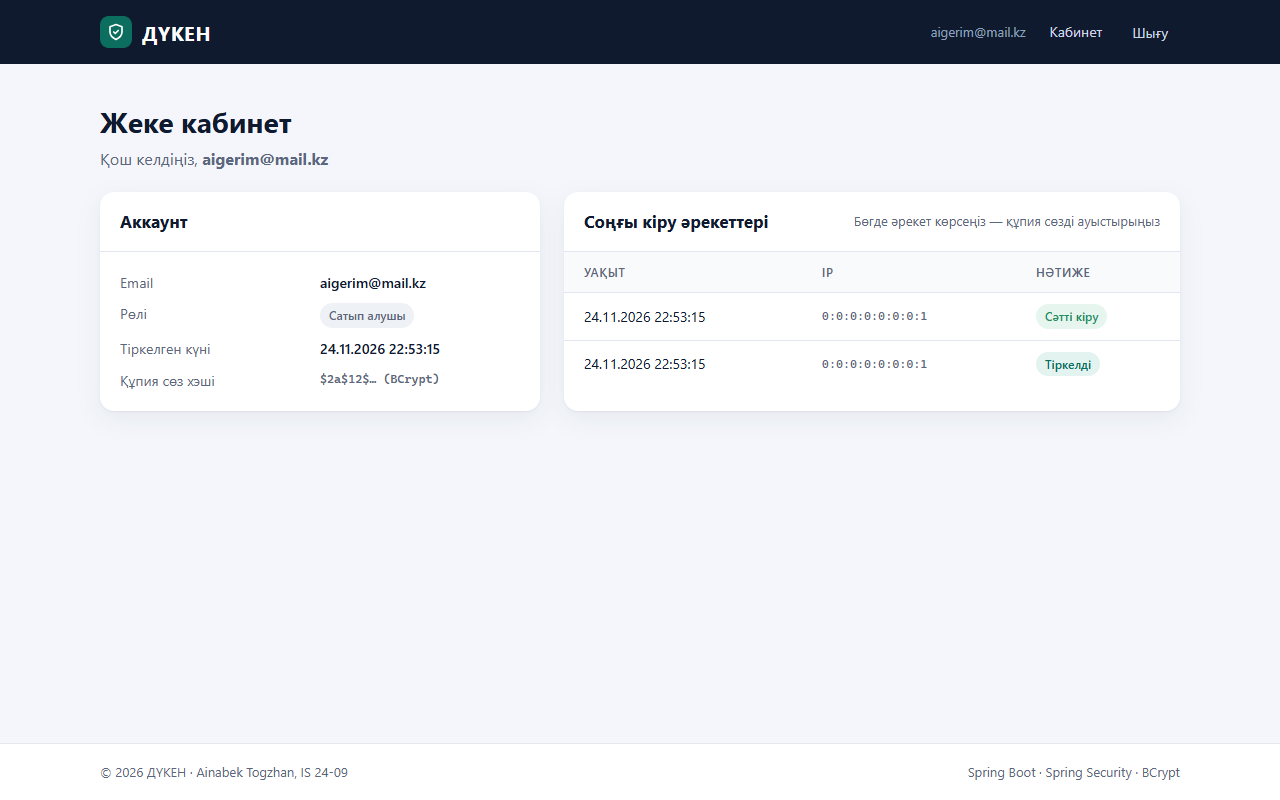 ДҮКЕН
aigerim@mail.kz Кабинет Шығу
Жеке кабинет
Қош келдіңіз, aigerim@mail.kz
Аккаунт
Email aigerim@mail.kz
Рөлі Сатып алушы
Тіркелген күні 24.11.2026 22:53:15
Құпия сөз хэші $2a$12$… (BCrypt)
Соңғы кіру әрекеттері Бөгде әрекет көрсеңіз — құпия сөзді ауыстырыңыз
УАҚЫТ IP НӘТИЖЕ
24.11.2026 22:53:15 0:0:0:0:0:0:0:1 Сәтті кіру
24.11.2026 22:53:15 0:0:0:0:0:0:0:1 Тіркелді
© 2026 ДҮКЕН · Ainabek Togzhan, IS 24-09 Spring Boot · Spring Security · BCrypt